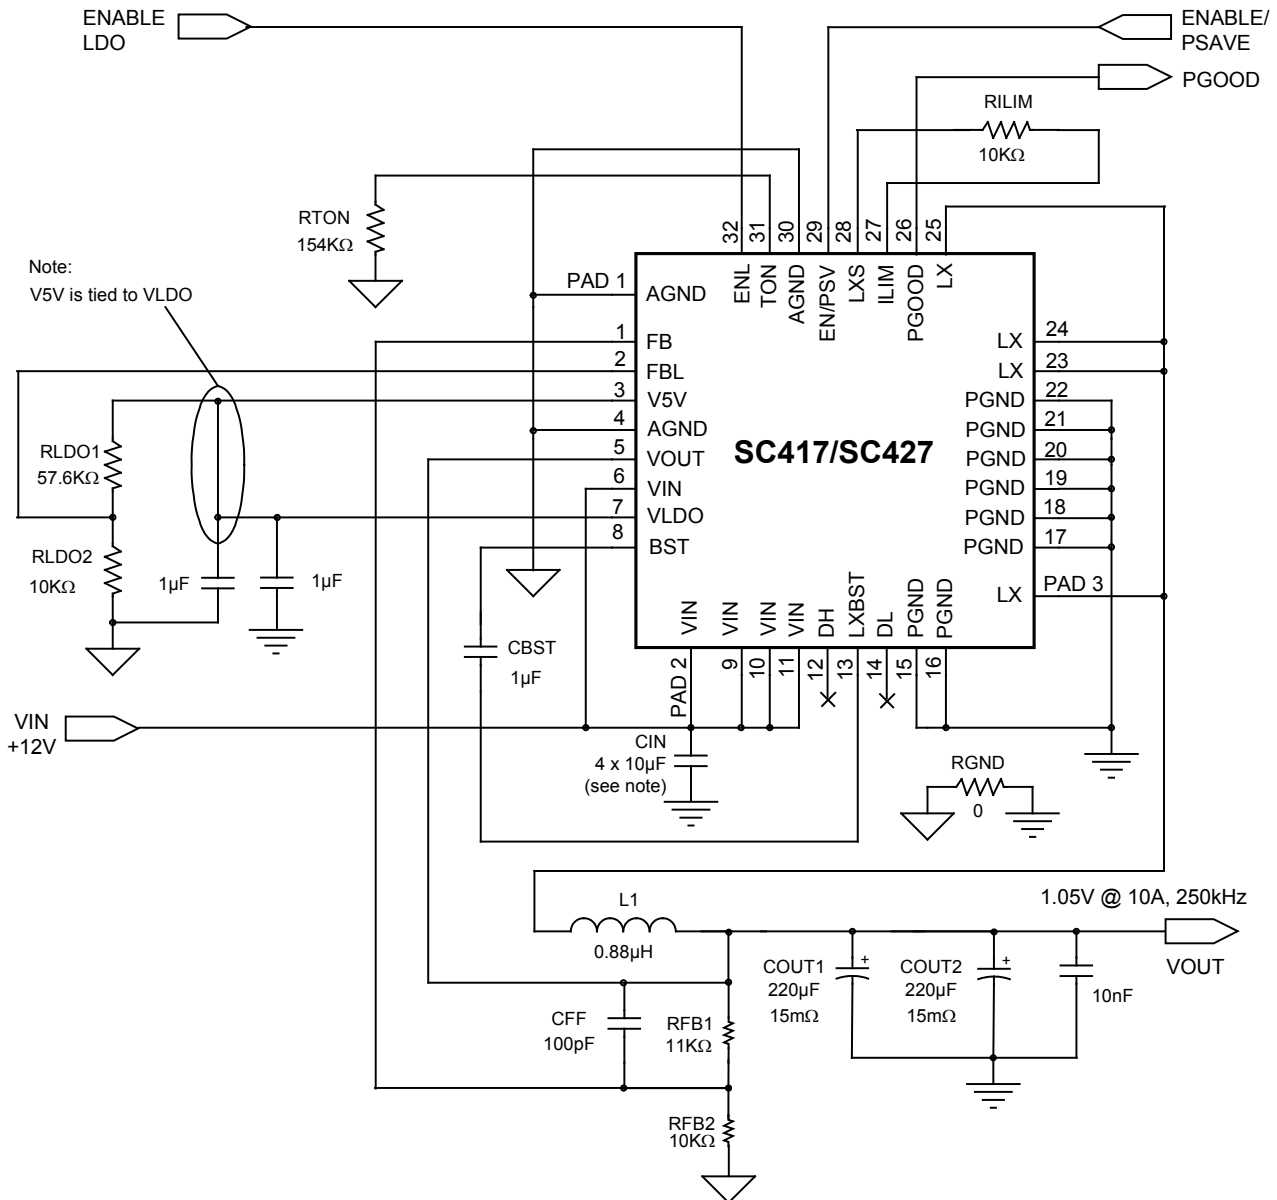 ENABLE
LDO
ENABLE/
PSAVE
PGOOD
RILIM
10KΩ
RTON
154KΩ
Note:
V5V is tied to VLDO
32
31
30
29
28
27
26
25
ENL
TON
AGND
EN/PSV
LXS
ILIM
PGOOD
LX
PAD 1
AGND
1
FB
2
FBL
3
V5V
4
AGND
5
VOUT
6
VIN
7
VLDO
8
BST
SC417/SC427
LX
24
LX
23
PGND
22
PGND
21
PGND
20
PGND
19
PGND
18
PGND
17
LX
PAD 3
RLDO1
57.6KΩ
RLDO2
10KΩ
1µF
1µF
CBST
1µF
VIN
VIN
VIN
VIN
DH
LXBST
DL
PGND
PGND
PAD 2
9
10
11
12
13
14
15
16
VIN
+12V
CIN
4 x 10µF
(see note)
RGND
0
L1
0.88µH
1.05V @ 10A, 250kHz
VOUT
COUT1
220µF
15mΩ
+
COUT2
220µF
15mΩ
+
10nF
CFF
100pF
RFB1
11KΩ
RFB2
10KΩ